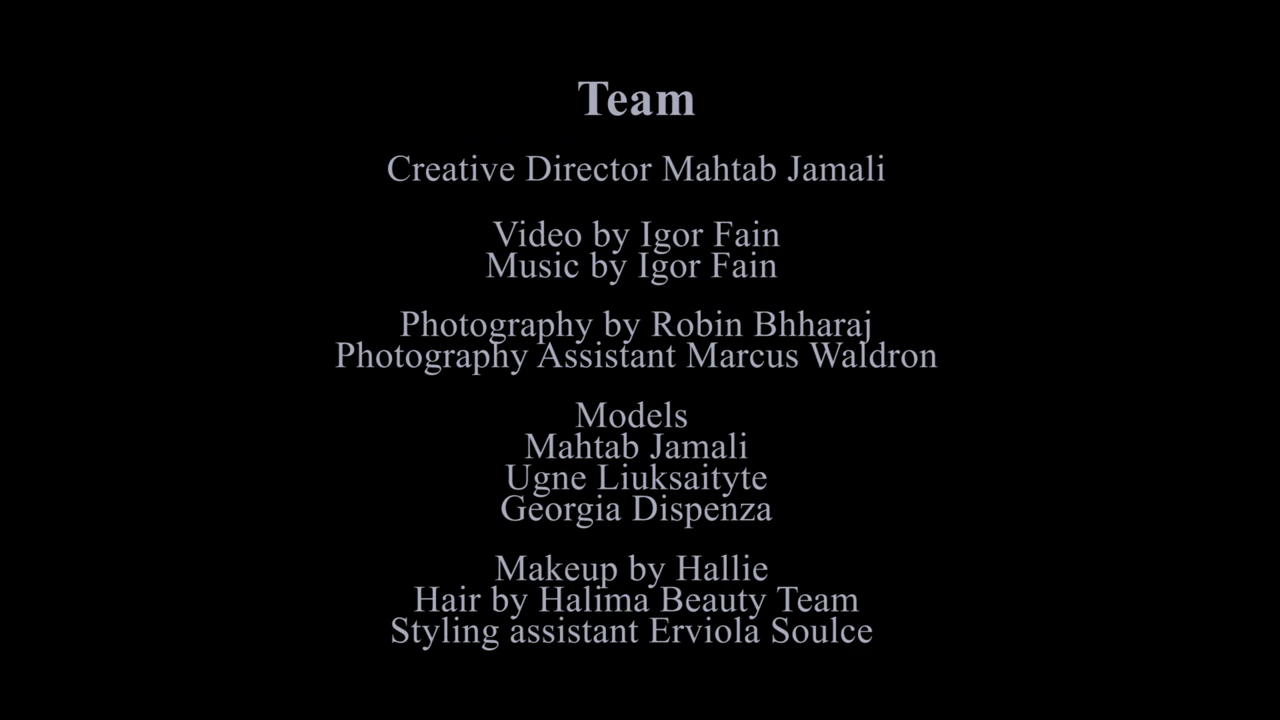 Team
Creative Director Mahtab Jamali
Video by Igor Fain
Music by Igor Fain
Photography by Robin Bhharaj
Photography Assistant Marcus Waldron
Models
Mahtab Jamali
Ugne Liuksaityte
Georgia Dispenza
Makeup by Hallie
Hair by Halima Beauty Team
Styling assistant Erviola Soulce